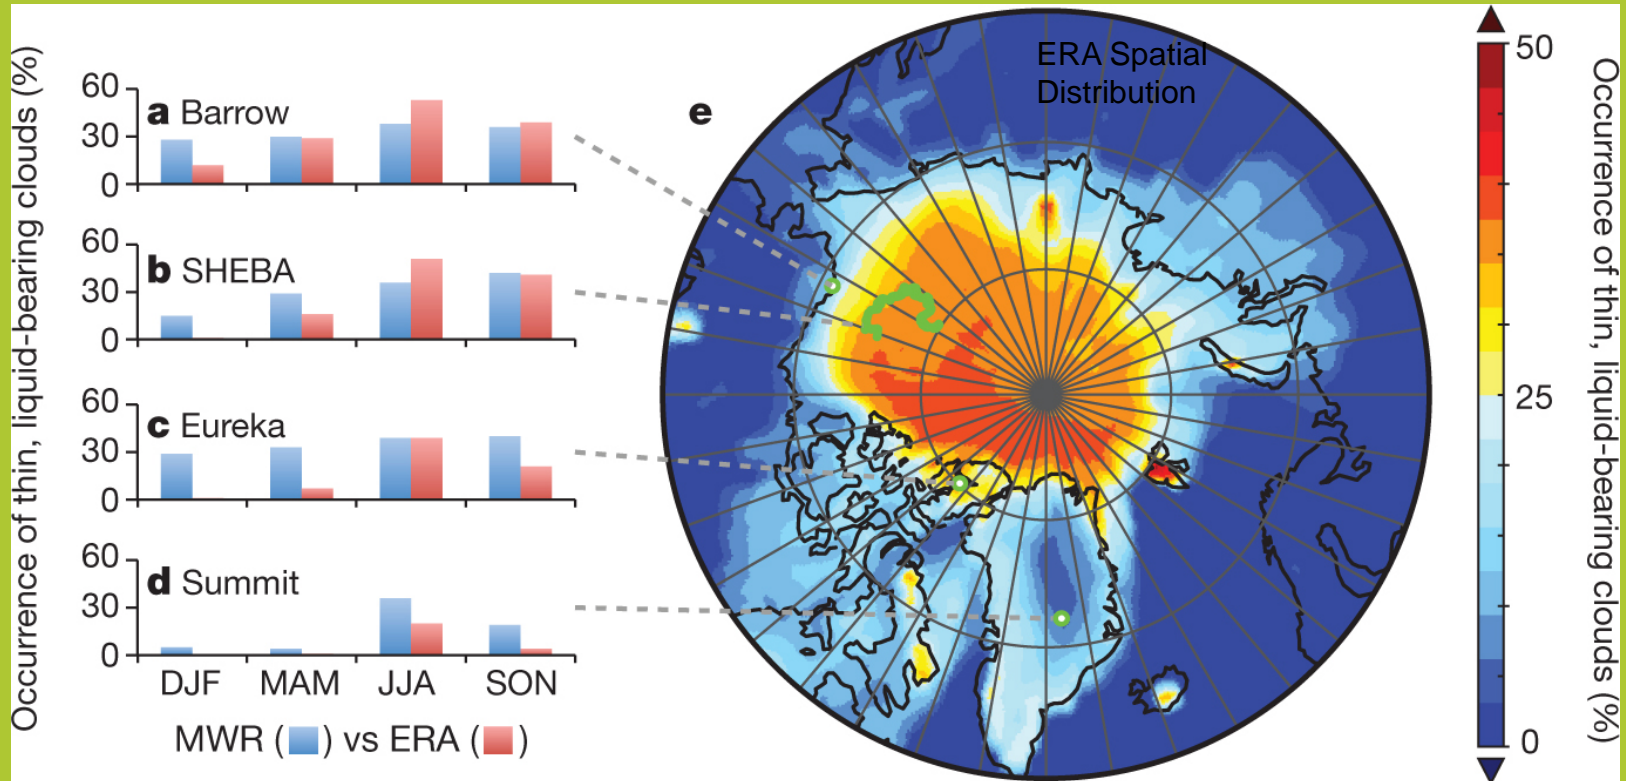 Occurrence of thin, liquid-bearing clouds (%)
60
30
0
a Barrow
60
30
0
b SHEBA
60
30
0
c Eureka
60
30
0
d Summit
DJF MAM JJA SON
MWR ( ) vs ERA ( )
e
ERA Spatial
Distribution
50
25
0
Occurrence of thin, liquid-bearing clouds (%)